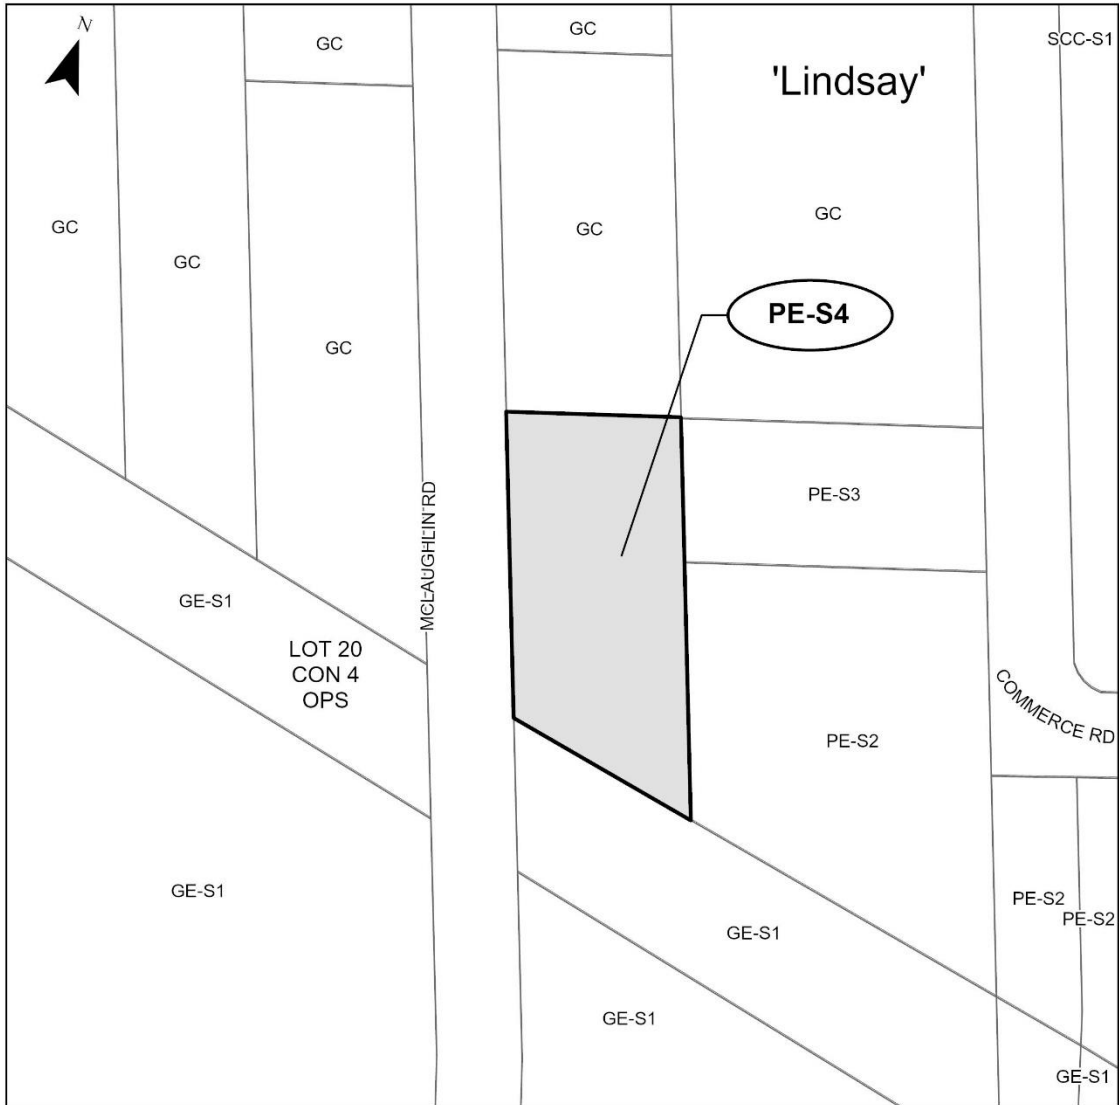 N
GC
GC
SCC-S1
'Lindsay'
GC
GC
GC
GC
GC
PE-S4
PE-S3
MCLAUGHLIN RD
GE-S1
LOT 20
CON 4
OPS
COMMERCE RD
PE-S2
GE-S1
PE-S2
PE-S2
GE-S1
GE-S1
GE-S1